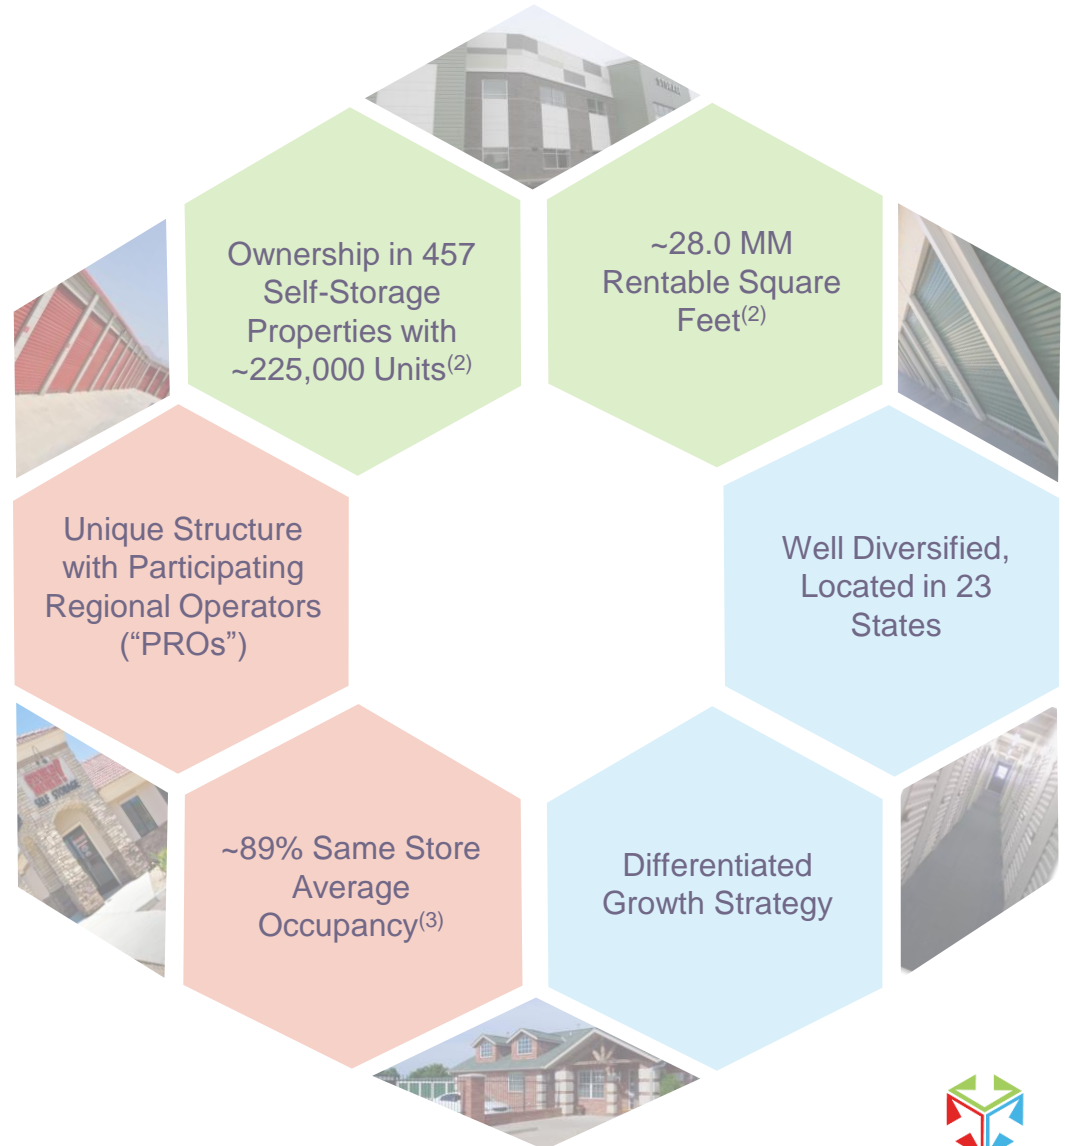 Ownership in 457
Self-Storage
Properties with
~225,000 Units(2)
~28.0 MM
Rentable Square
Feet(2)
Unique Structure
with Participating
Regional Operators
(“PROs”)
Well Diversified,
Located in 23
States
~89% Same Store
Average
Occupancy(3)
Differentiated
Growth Strategy
SELF STORAGE